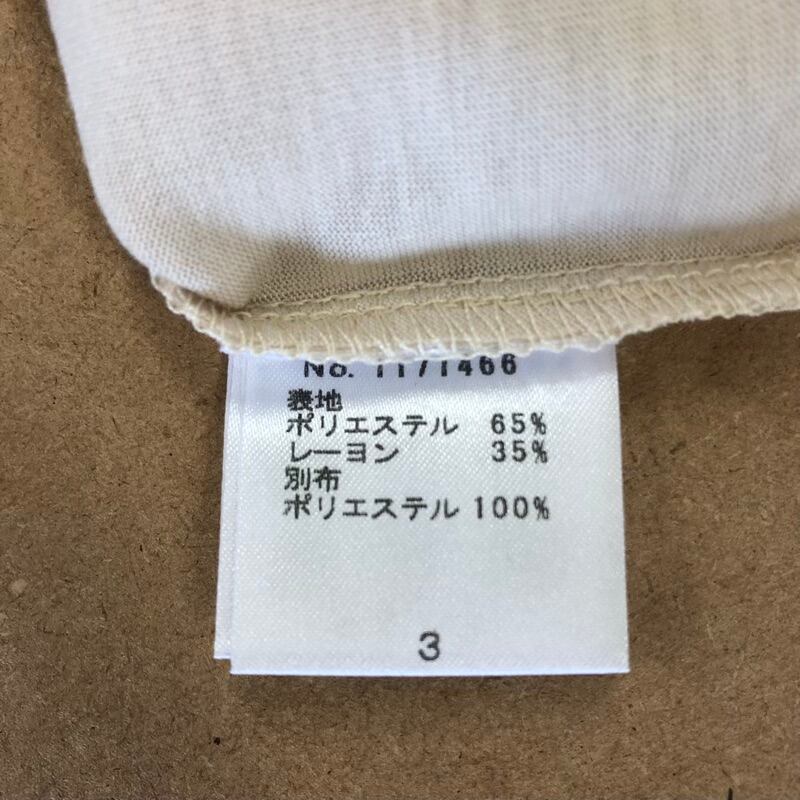 No. 1171466
表地
ポリエステル 65%
レーヨン 35%
別布
ポリエステル 100%
3